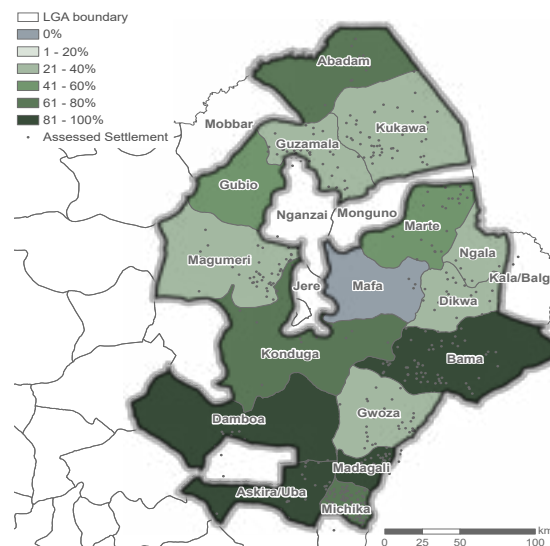 LGA boundary
0%
1 - 20%
21 - 40%
41 - 60%
61 - 80%
81 - 100%
Assessed Settlement
Abadam
Mobbar
Kukawa
Guzamala
Gubio
Nganzai
Monguno
Marte
Ngala
Magumeri
Kala/Balg
Jere
Mafa
Dikwa
Konduga
Bama
Damboa
Gwoza
Madagali
Askira/Uba
Michika
km
0 25 50 100